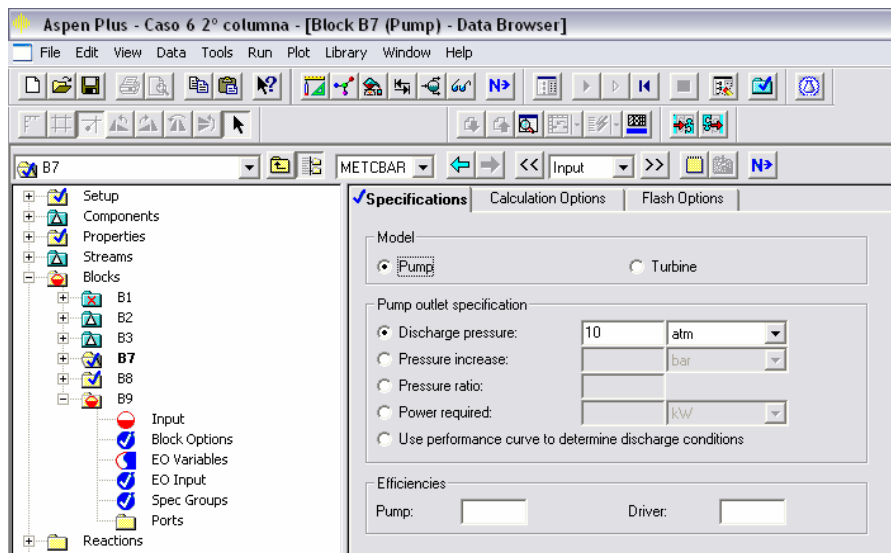 Aspen Plus - Caso 6 2º columna - [Block B7 (Pump) - Data Browser]
File Edit View Data Tools Run Plot Library Window Help
N
B7 METCBAR << Input >> N
Setup
Components
Properties
Streams
Blocks
B1
B2
B3
B7
B8
B9
Input
Block Options
EO Variables
EO Input
Spec Groups
Ports
Reactions
Specifications Calculation Options Flash Options
Model
Pump Turbine
Pump outlet specification
Discharge pressure: 10 atm
Pressure increase: bar
Pressure ratio:
Power required: kW
Use performance curve to determine discharge conditions
Efficiencies
Pump: Driver: